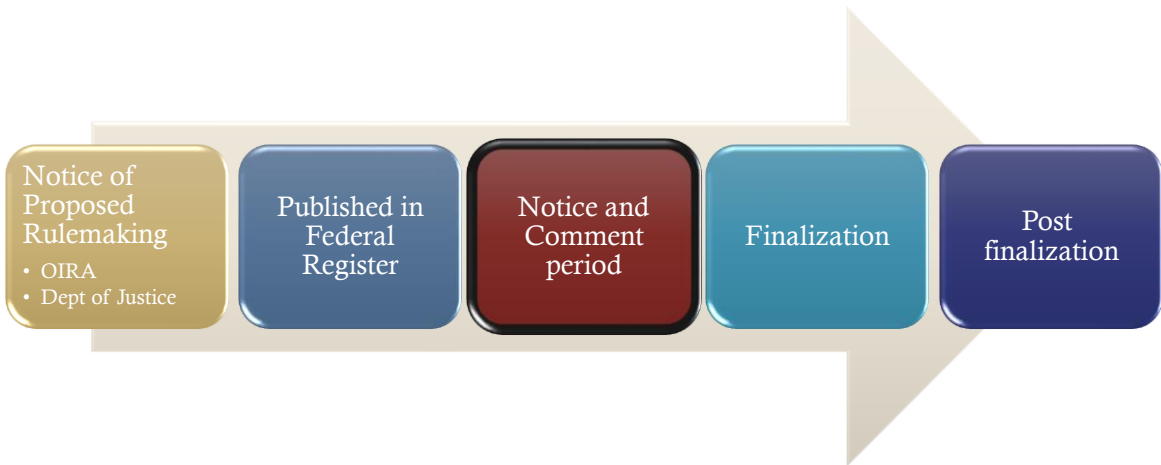 Notice of
Proposed
Rulemaking
• OIRA
• Dept of Justice
Published in
Federal
Register
Notice and
Comment
period
Finalization
Post
finalization